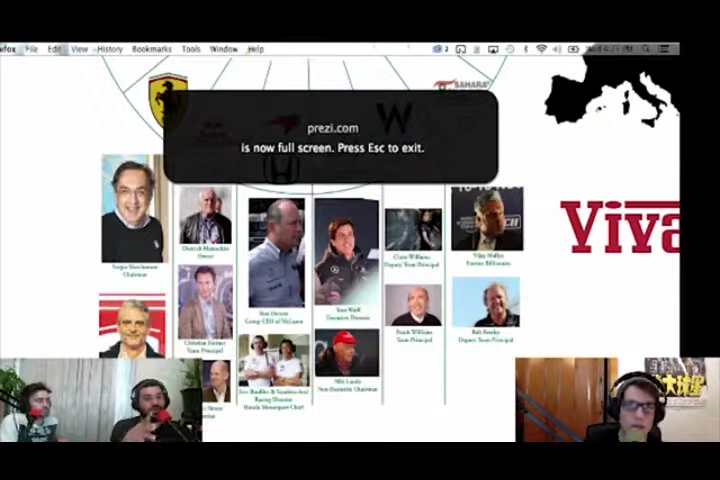 efox File Edit View History Bookmarks Tools Window Help
SAHARA
prezi.com
is now full screen. Press Esc to exit.
Viva
Sergio Marchionne
Chairman
Dietrich Mateschitz
Owner
Christian Horner
Team Principal
Ron Dennis
Group CEO of McLaren
Racing Director
Honda Motorsport Chief
Toto Wolff
Executive Director
Niki Lauda
Non-Executive Chairman
Claire Williams
Deputy Team Principal
Frank Williams
Team Principal
Vijay Mallya
Former Billionaire
Bob Fernley
Deputy Team Principal